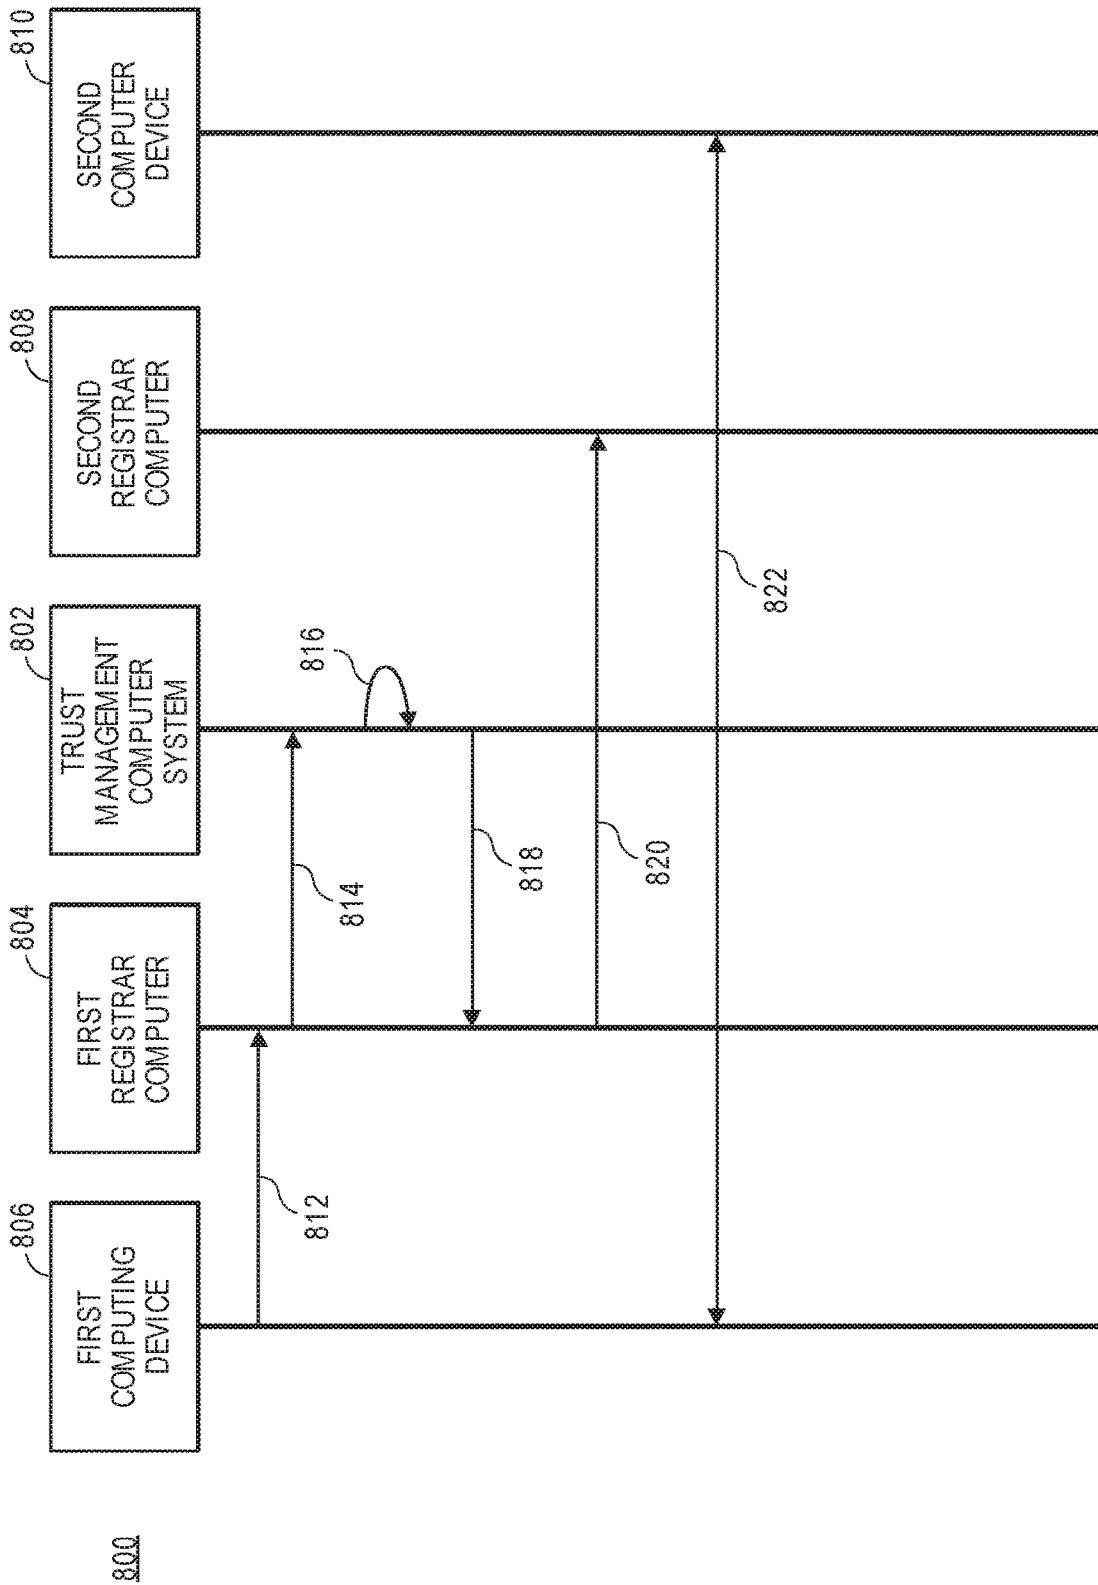 800
806
FIRST
COMPUTING
DEVICE
804
FIRST
REGISTRAR
COMPUTER
802
TRUST
MANAGEMENT
COMPUTER
SYSTEM
808
SECOND
REGISTRAR
COMPUTER
810
SECOND
COMPUTER
DEVICE
812
814
816
818
820
822